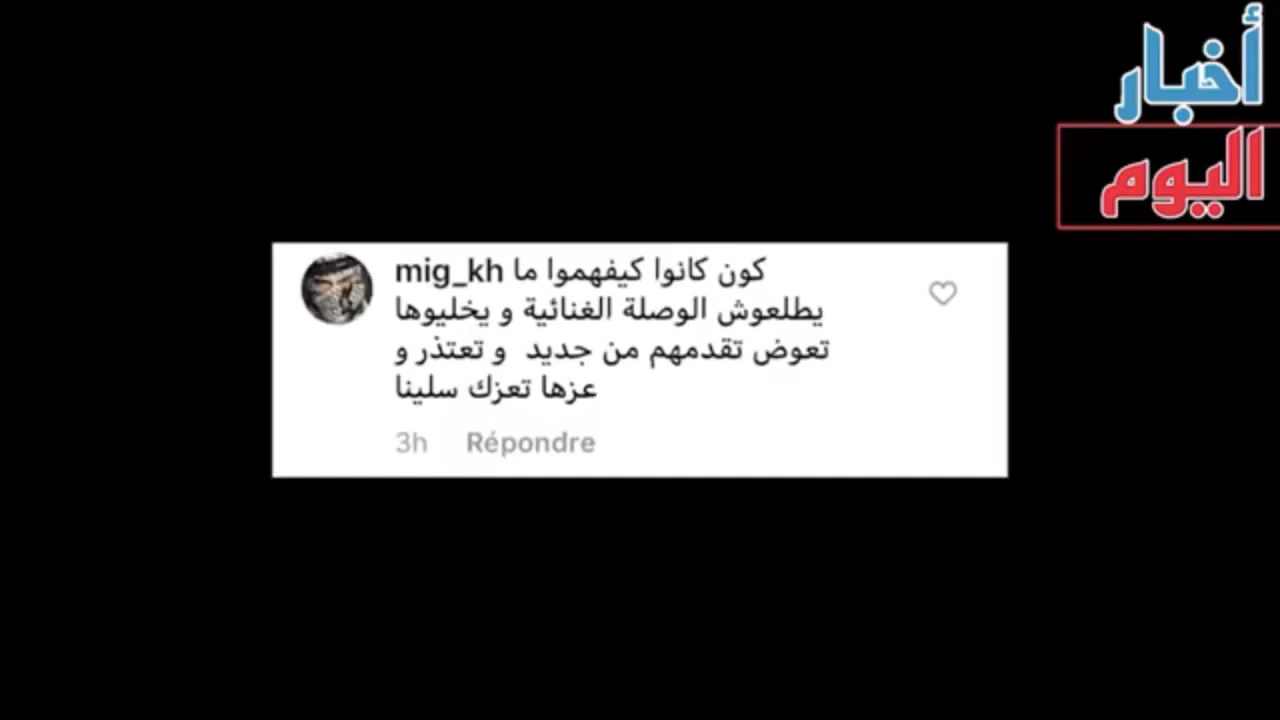 أخبار
اليوم
mig_kh كون كانوا كيفهموا ما
يطلعوش الوصلة الغنائية و يخليوها
تعوض تقدمهم من جديد و تعتذر و
عزها تعزك سلينا
3h Répondre